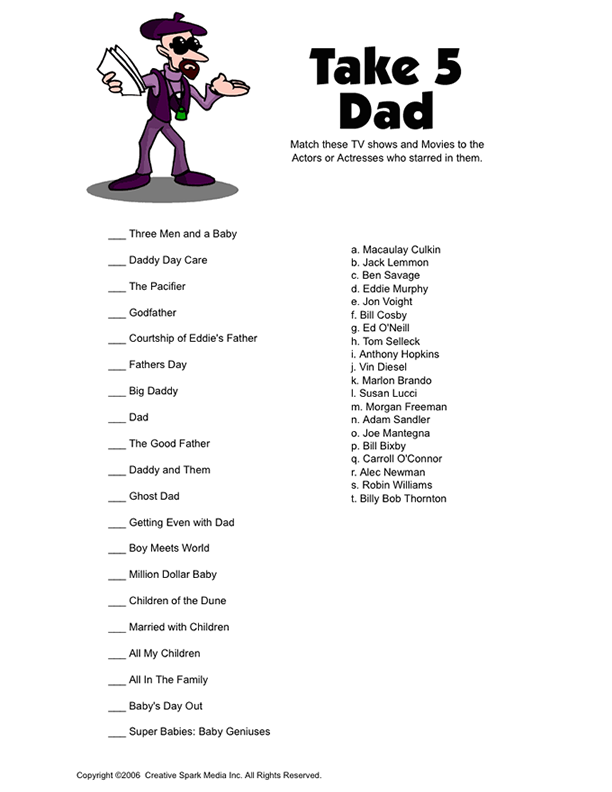 Take 5
Dad
Match these TV shows and Movies to the
Actors or Actresses who starred in them.
___ Three Men and a Baby
___ Daddy Day Care
___ The Pacifier
___ Godfather
___ Courtship of Eddie's Father
___ Fathers Day
___ Big Daddy
___ Dad
___ The Good Father
___ Daddy and Them
___ Ghost Dad
___ Getting Even with Dad
___ Boy Meets World
___ Million Dollar Baby
___ Children of the Dune
___ Married with Children
___ All My Children
___ All In The Family
___ Baby's Day Out
___ Super Babies: Baby Geniuses
a. Macaulay Culkin
b. Jack Lemmon
c. Ben Savage
d. Eddie Murphy
e. Jon Voight
f. Bill Cosby
g. Ed O'Neill
h. Tom Selleck
i. Anthony Hopkins
j. Vin Diesel
k. Marlon Brando
l. Susan Lucci
m. Morgan Freeman
n. Adam Sandler
o. Joe Mantegna
p. Bill Bixby
q. Carroll O'Connor
r. Alec Newman
s. Robin Williams
t. Billy Bob Thornton
Copyright ©2006 Creative Spark Media Inc. All Rights Reserved.